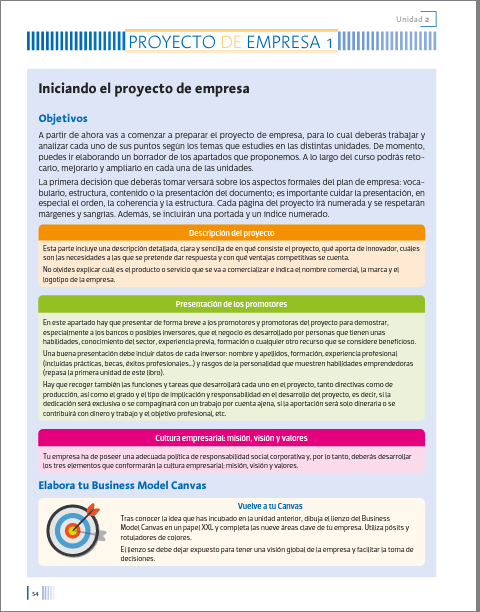 Unidad 2
PROYECTO DE EMPRESA 1
Iniciando el proyecto de empresa
Objetivos
A partir de ahora vas a comenzar a preparar el proyecto de empresa, para lo cual deberás trabajar y
analizar cada uno de sus puntos según los temas que estudies en las distintas unidades. De momento,
puedes ir elaborando un borrador de los apartados que proponemos. A lo largo del curso podrás reto-
carlo, mejorarlo y ampliarlo en cada una de las unidades.
La primera decisión que deberás tomar versará sobre los aspectos formales del plan de empresa: voca-
bulario, estructura, contenido o la presentación del documento; es importante cuidar la presentación, en
especial el orden, la coherencia y la estructura. Cada página del proyecto irá numerada y se respetarán
márgenes y sangrías. Además, se incluirán una portada y un índice numerado.
Descripción del proyecto
Esta parte incluye una descripción detallada, clara y sencilla de en qué consiste el proyecto, qué aporta de innovador, cuáles
son las necesidades a las que se pretende dar respuesta y con qué ventajas competitivas se cuenta.
No olvides explicar cuál es el producto o servicio que se va a comercializar e indica el nombre comercial, la marca y el
logotipo de la empresa.
Presentación de los promotores
En este apartado hay que presentar de forma breve a los promotores y promotoras del proyecto para demostrar,
especialmente a los bancos o posibles inversores, que el negocio es desarrollado por personas que tienen unas
habilidades, conocimiento del sector, experiencia previa, formación o cualquier otro recurso que se considere beneficioso.
Una buena presentación debe incluir datos de cada inversor: nombre y apellidos, formación, experiencia profesional
(incluidas prácticas, becas, éxitos profesionales...) y rasgos de la personalidad que muestren habilidades emprendedoras
(repasa la primera unidad de este libro).
Hay que recoger también las funciones y tareas que desarrollará cada uno en el proyecto, tanto directivas como de
producción, así como el grado y el tipo de implicación y responsabilidad en el desarrollo del proyecto, es decir, si la
dedicación será exclusiva o se compaginará con un trabajo por cuenta ajena, si la aportación será solo dineraria o se
contribuirá con dinero y trabajo y el objetivo profesional, etc.
Cultura empresarial: misión, visión y valores
Tu empresa ha de poseer una adecuada política de responsabilidad social corporativa y, por lo tanto, deberás desarrollar
los tres elementos que conformarán la cultura empresarial: misión, visión y valores.
Elabora tu Business Model Canvas
Vuelve a tu Canvas
Tras conocer la idea que has incubado en la unidad anterior, dibuja el lienzo del Business
Model Canvas en un papel XXL y completa las nueve áreas clave de tu empresa. Utiliza pósits y
rotuladores de colores.
El lienzo se debe dejar expuesto para tener una visión global de la empresa y facilitar la toma de
decisiones.
54